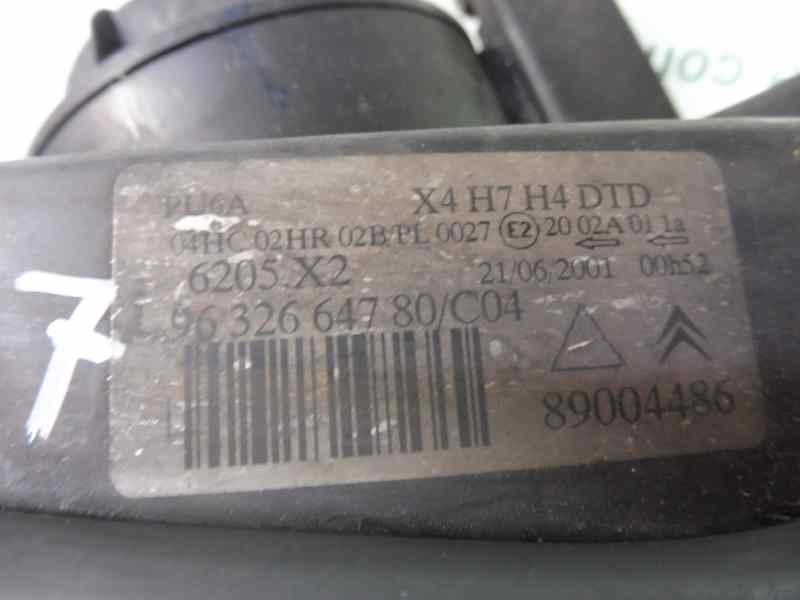 PU6A X4 H7 H4 DTD
04HC 02HR 02B/PL 0027 E2 20 02A 01 1a
6205.X2 21/06/2001 00h52
L 96 326 647 80/C04
89004486
7